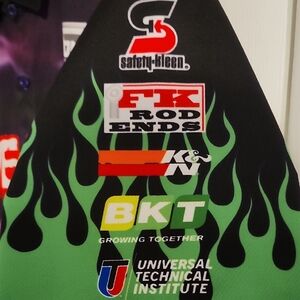 S
safety-kleen.
FK
ROD
ENDS
K&N
BKT
GROWING TOGETHER
U UNIVERSAL
TECHNICAL
INSTITUTE